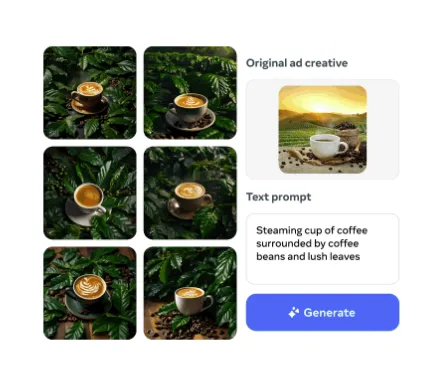 Original ad creative
Text prompt
Steaming cup of coffee
surrounded by coffee
beans and lush leaves
Generate